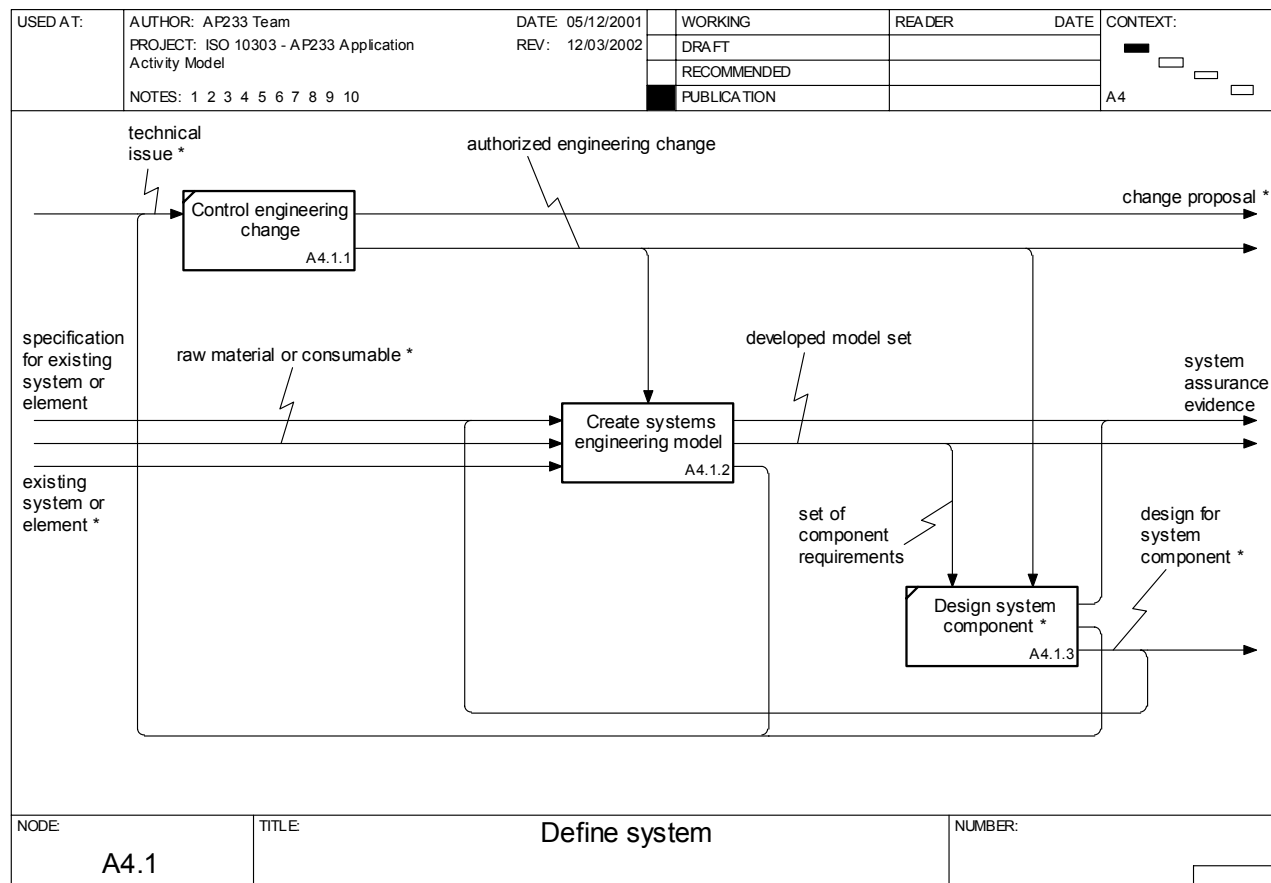 USED AT:
AUTHOR: AP233 Team
DATE: 05/12/2001
PROJECT: ISO 10303 - AP233 Application
Activity Model
REV: 12/03/2002
NOTES: 1 2 3 4 5 6 7 8 9 10
WORKING
DRAFT
RECOMMENDED
PUBLICATION
READER
DATE
CONTEXT:
A4
technical
issue *
authorized engineering change
change proposal *
Control engineering
change
A4.1.1
specification
for existing
system or
element
raw material or consumable *
developed model set
system
assurance
evidence
Create systems
engineering model
A4.1.2
existing
system or
element *
set of
component
requirements
design for
system
component *
Design system
component *
A4.1.3
NODE:
A4.1
TITLE:
Define system
NUMBER: